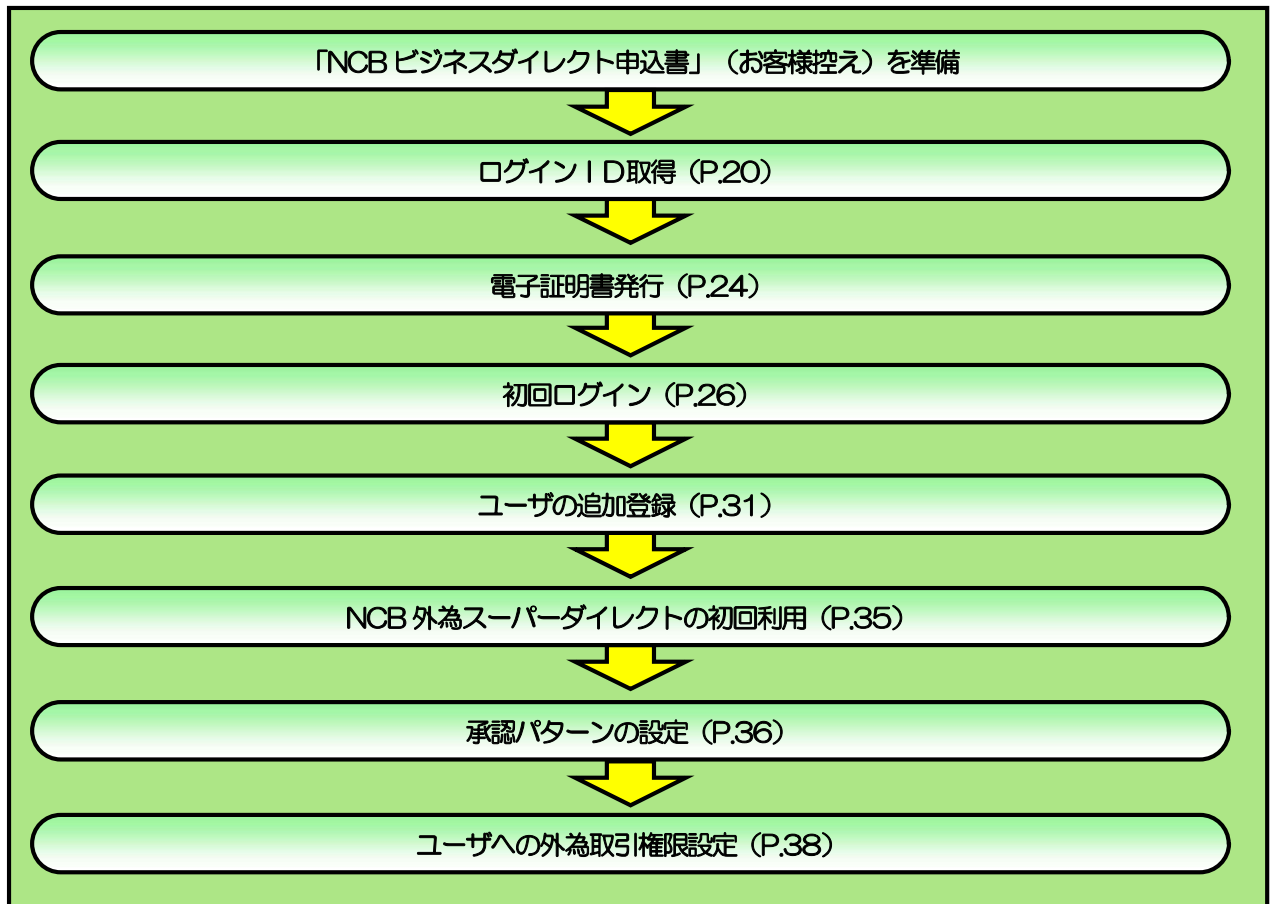 「NCB ビジネスダイレクト申込書」（お客様控え）を準備
ログインＩＤ取得（P.20）
電子証明書発行（P.24）
初回ログイン（P.26）
ユーザの追加登録（P.31）
NCB 外為スーパーダイレクトの初回利用（P.35）
承認パターンの設定（P.36）
ユーザへの外為取引権限設定（P.38）